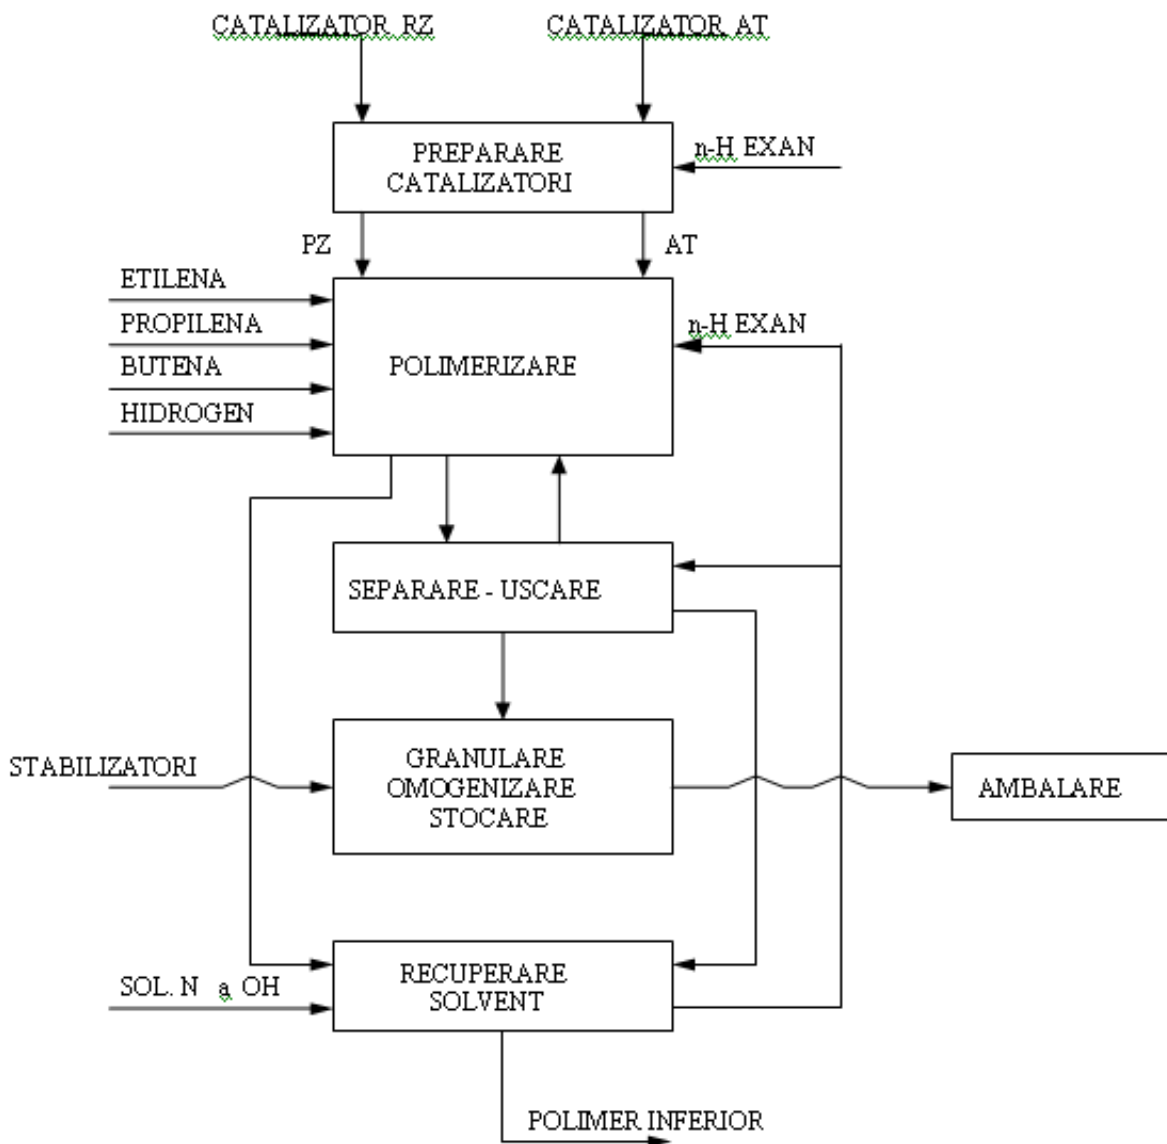 CATALIZATOR RZ
CATALIZATOR AT
PREPARARE
CATALIZATORI
n-H EXAN
PZ
AT
ETILENA
PROPILENA
BUTENA
HIDROGEN
POLIMERIZARE
n-H EXAN
SEPARARE - USCARE
STABILIZATORI
GRANULARE
OMOGENIZARE
STOCARE
AMBALARE
SOL. N a OH
RECUPERARE
SOLVENT
POLIMER INFERIOR